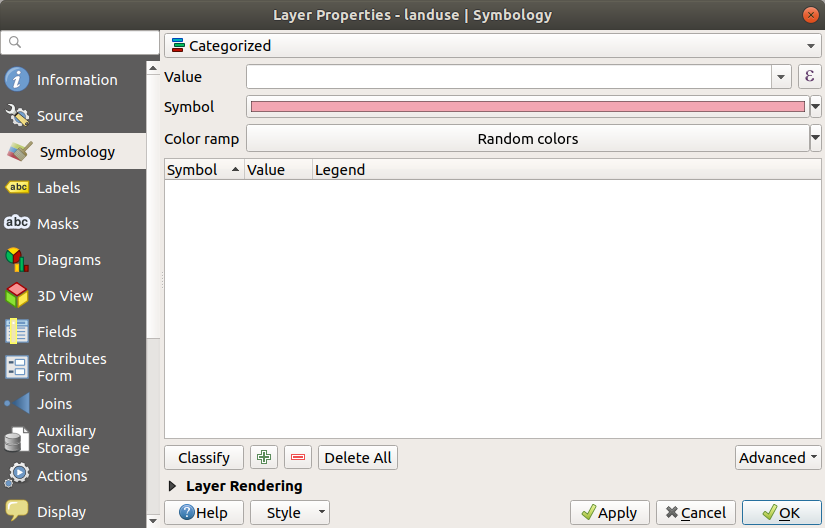 Layer Properties - landuse | Symbology
Categorized
Information
Value
ε
Source
Symbol
Symbology
Color ramp
Random colors
Symbol
Value
Legend
abc
Labels
abc
Masks
Diagrams
3D View
Fields
Attributes
Form
Joins
Auxiliary
Storage
Actions
Display
Classify
Delete All
Advanced
Layer Rendering
Help
Style
Apply
Cancel
OK